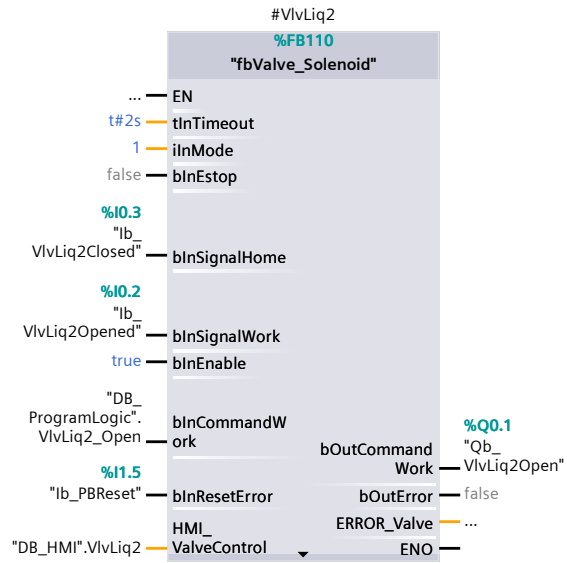 #VlvLiq2
%FB110
"fbValve_Solenoid"
... EN
t#2s tInTimeout
1 iInMode
false bInEstop
%I0.3
"Ib_
VlvLiq2Closed" bInSignalHome
%I0.2
"Ib_
VlvLiq2Opened" bInSignalWork
true bInEnable
"DB_
ProgramLogic".
VlvLiq2_Open
bInCommandW
ork
%I1.5
"Ib_PBReset" bInResetError
"DB_HMI".VlvLiq2
HMI_
ValveControl
bOutCommand
Work
%Q0.1
"Qb_
VlvLiq2Open"
bOutError false
ERROR_Valve ...
ENO